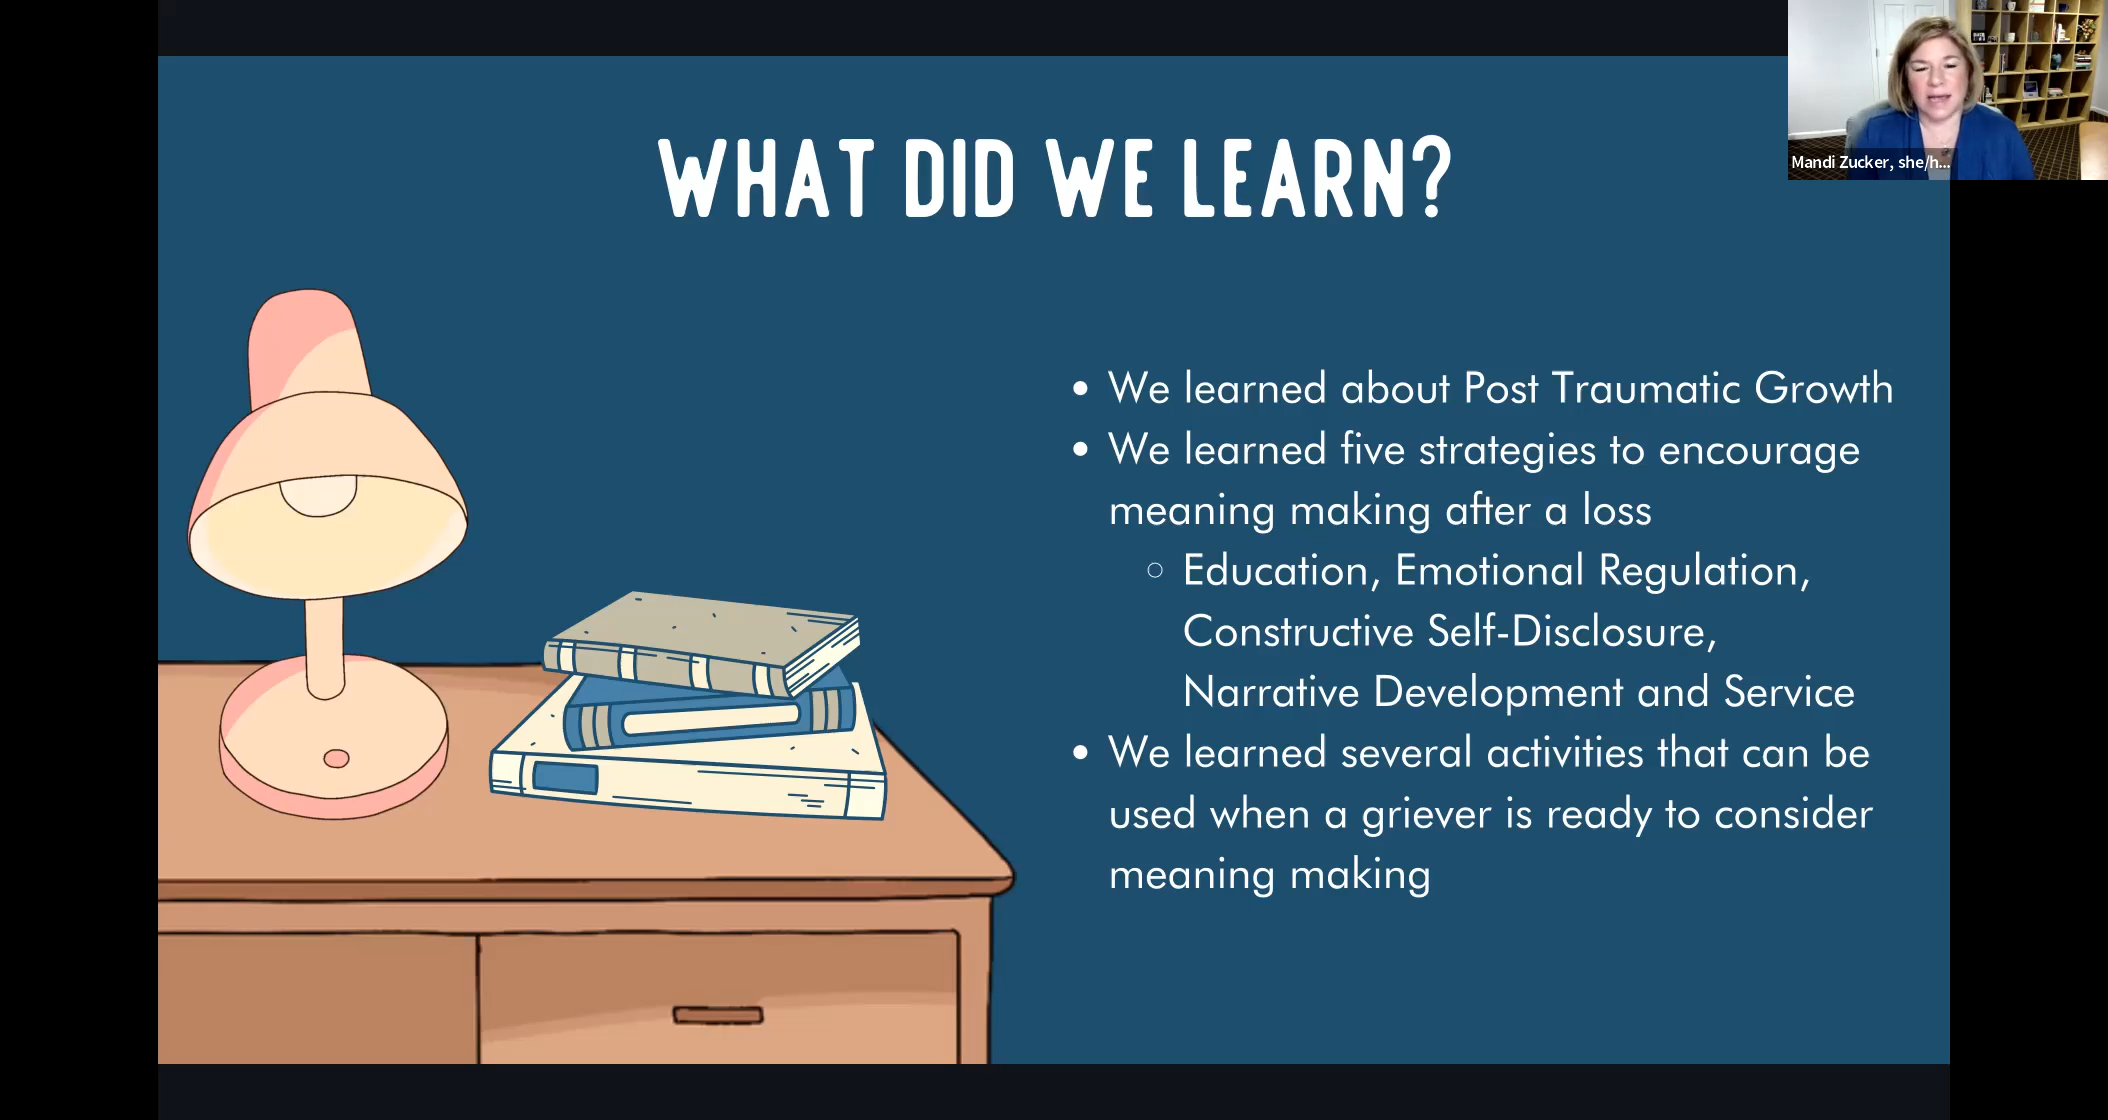 WHAT DID WE LEARN?
Mandi Zucker, she/h...
• We learned about Post Traumatic Growth
• We learned five strategies to encourage
meaning making after a loss
○ Education, Emotional Regulation,
Constructive Self-Disclosure,
Narrative Development and Service
• We learned several activities that can be
used when a griever is ready to consider
meaning making